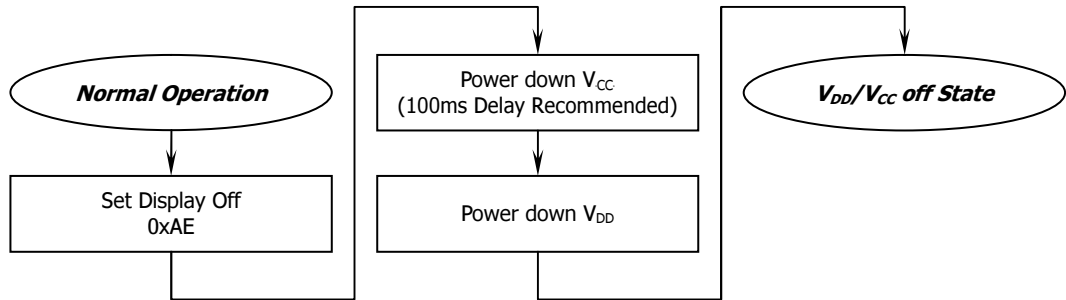 Normal Operation
Set Display Off
0xAE
Power down VCC
(100ms Delay Recommended)
Power down VDD
VDD/VCC off State